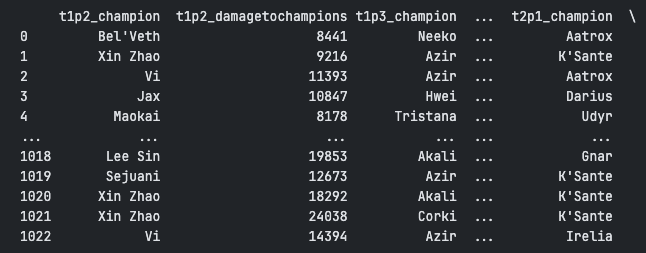 t1p2_champion t1p2_damagetochampions t1p3_champion ... t2p1_champion \
0 Bel'Veth 8441 Neeko ... Aatrox
1 Xin Zhao 9216 Azir ... K'Sante
2 Vi 11393 Azir ... Aatrox
3 Jax 10847 Hwei ... Darius
4 Maokai 8178 Tristana ... Udyr
... ... ... ... ... ...
1018 Lee Sin 19853 Akali ... Gnar
1019 Sejuani 12673 Azir ... K'Sante
1020 Xin Zhao 18292 Akali ... K'Sante
1021 Xin Zhao 24038 Corki ... K'Sante
1022 Vi 14394 Azir ... Irelia